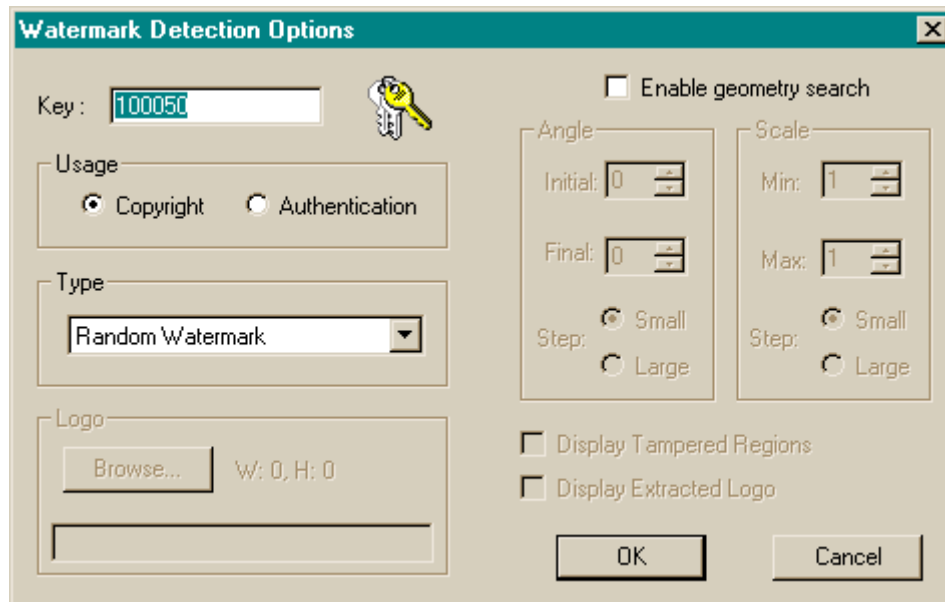 Watermark Detection Options
Key : 100050
Usage
Copyright Authentication
Type
Random Watermark
Logo
Browse... W: 0, H: 0
Enable geometry search
Angle
Initial: 0
Final: 0
Step: Small
Large
Scale
Min: 1
Max: 1
Step: Small
Large
Display Tampered Regions
Display Extracted Logo
OK Cancel